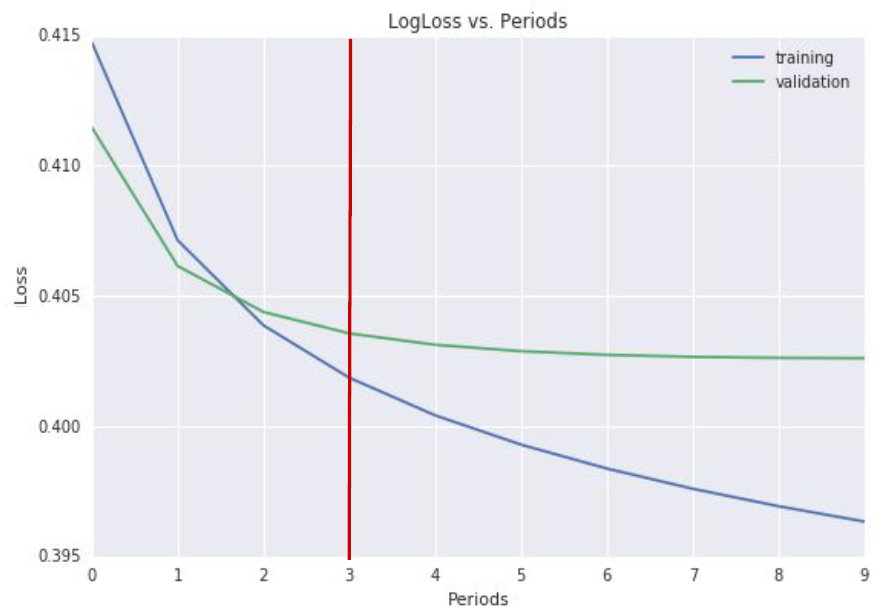 LogLoss vs. Periods
0.415
training
validation
0.410
0.405
Loss
0.400
0.395
0 1 2 3 4 5 6 7 8 9
Periods